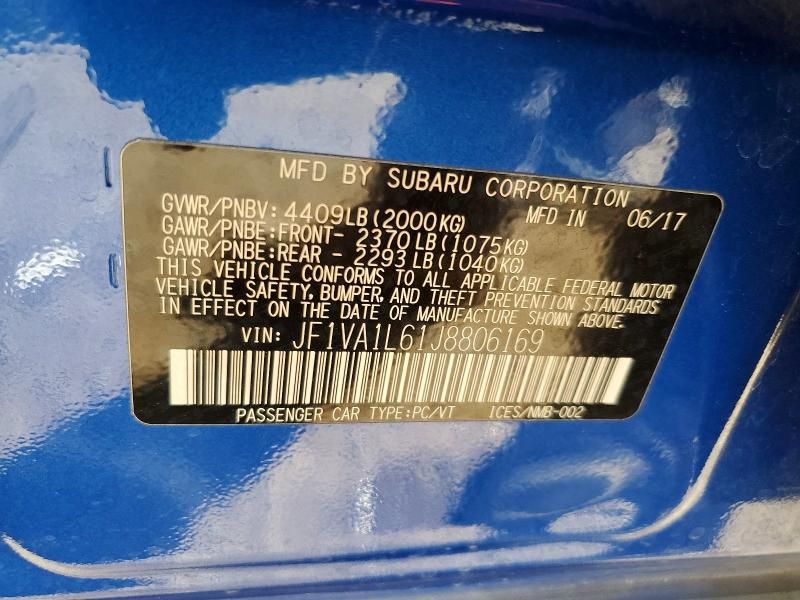 MFD BY SUBARU CORPORATION
GVWR/PNBV: 4409LB(2000KG) MFD IN 06/17
GAWR/PNBE:FRONT- 2370LB(1075KG)
GAWR/PNBE:REAR - 2293LB(1040KG)
THIS VEHICLE CONFORMS TO ALL APPLICABLE FEDERAL MOTOR
VEHICLE SAFETY, BUMPER, AND THEFT PREVENTION STANDARDS
IN EFFECT ON THE DATE OF MANUFACTURE SHOWN ABOVE.
VIN: JF1VA1L61J8806169
PASSENGER CAR TYPE:PC/VT ICES/NMB-002